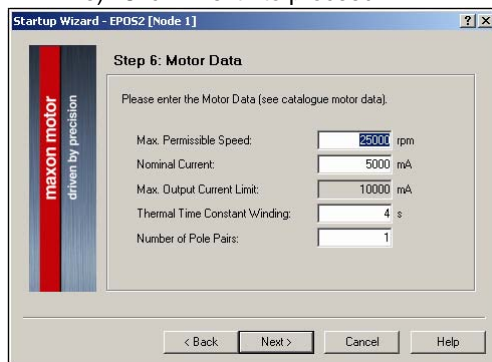 Startup Wizard - EPOS2 [Node 1]
Step 6: Motor Data
maxon motor
driven by precision
Please enter the Motor Data (see catalogue motor data).
Max. Permissible Speed: 25000 rpm
Nominal Current: 5000 mA
Max. Output Current Limit: 10000 mA
Thermal Time Constant Winding: 4 s
Number of Pole Pairs: 1
< Back Next > Cancel Help